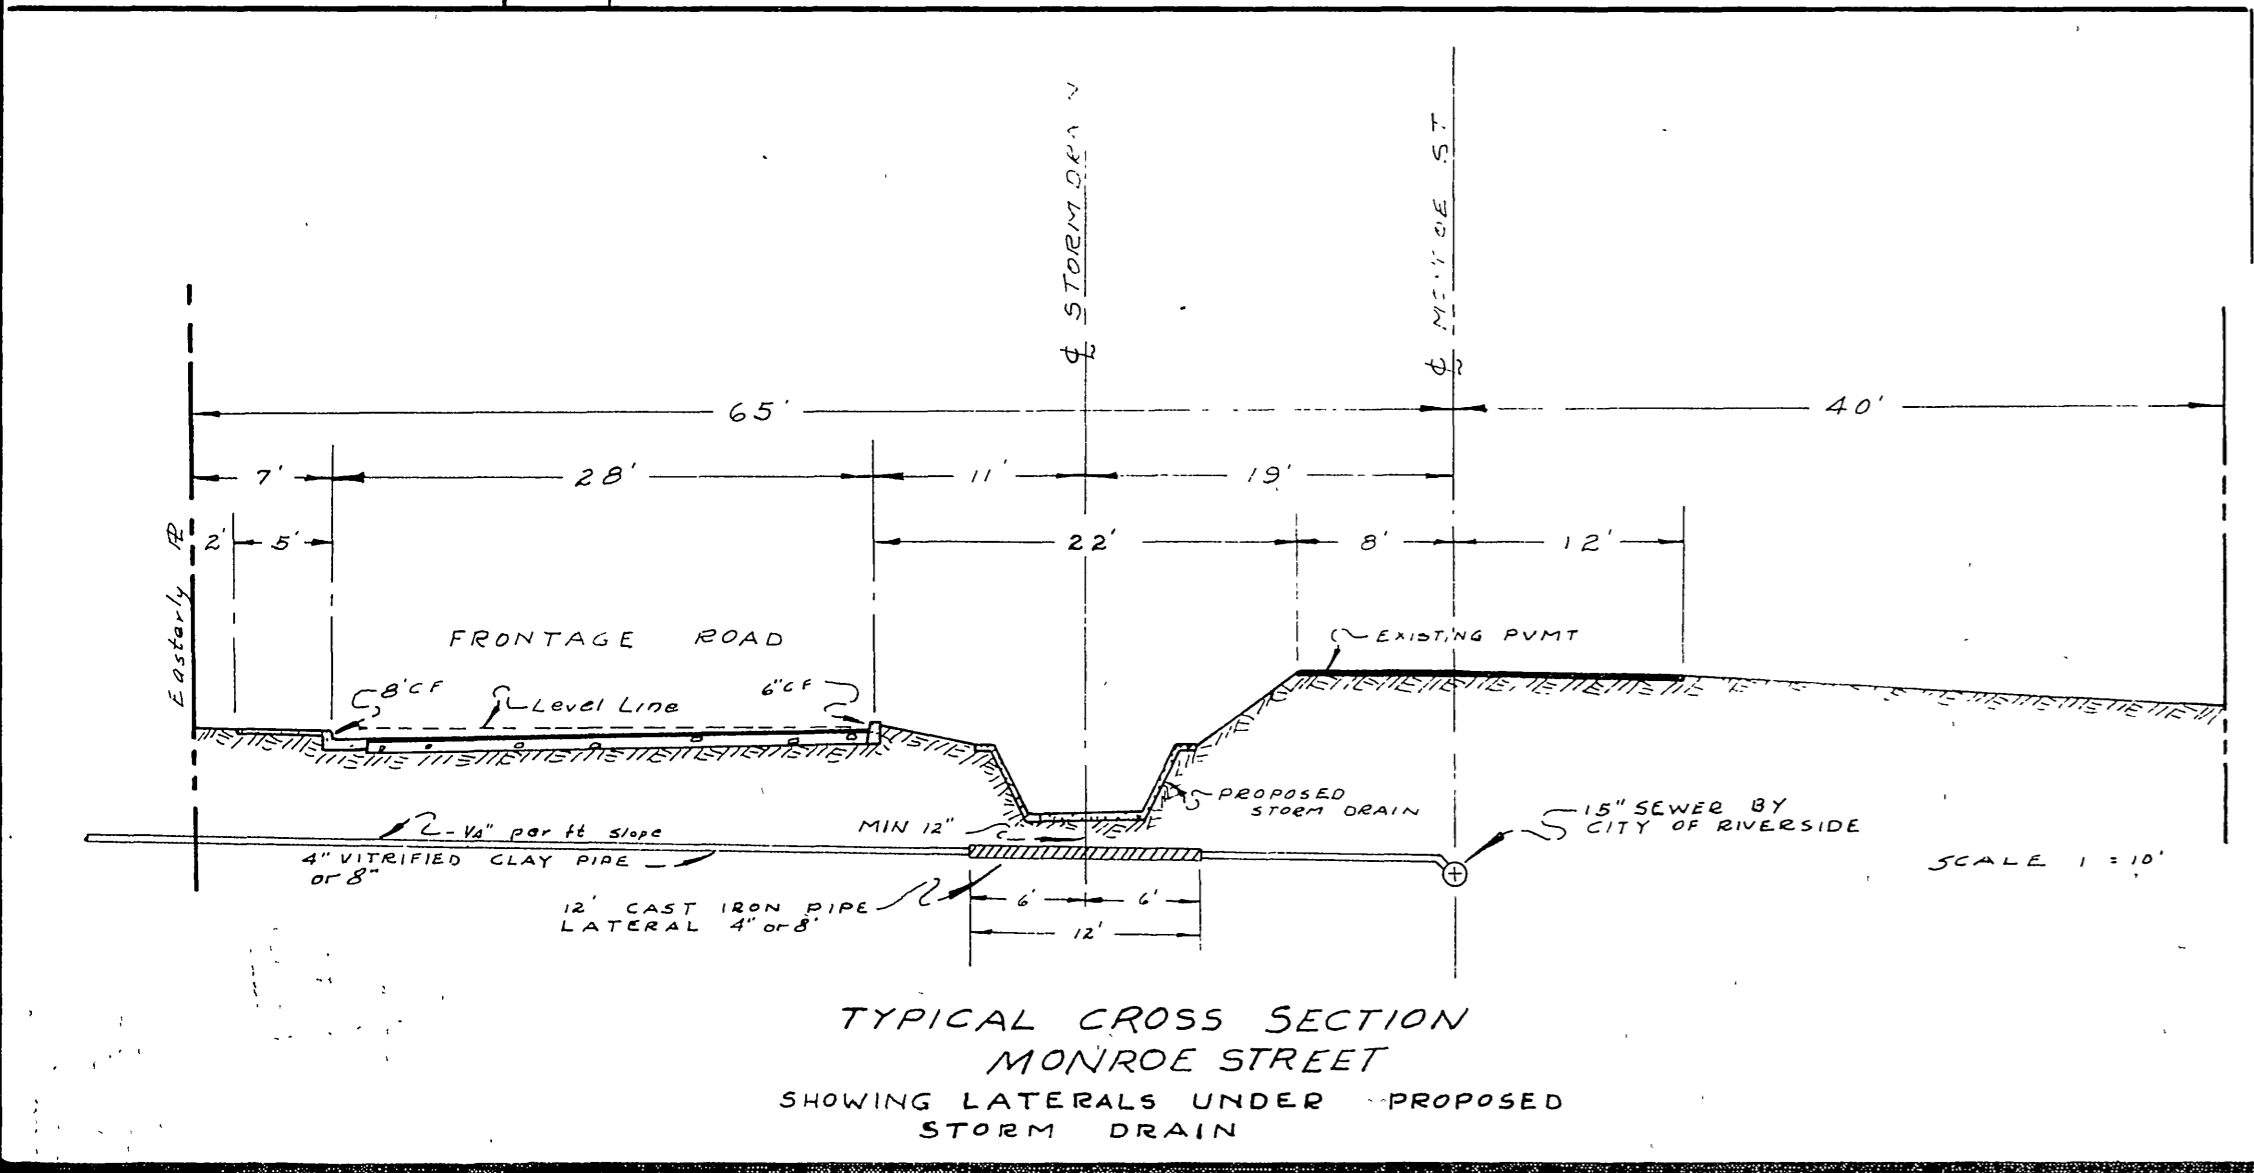 ℄ STORM DRAIN
℄ ST
65'
40'
7'
28'
11'
19'
2'
5'
22'
8'
12'
Easterly PL
FRONTAGE ROAD
EXISTING PVMT
8" CF
Level Line
6" CF
PROPOSED
STORM DRAIN
MIN 12"
15" SEWER BY
CITY OF RIVERSIDE
1/4" per ft slope
4" VITRIFIED CLAY PIPE
or 8"
SCALE 1 = 10'
12' CAST IRON PIPE
LATERAL 4" or 8"
6'
6'
12'
TYPICAL CROSS SECTION
MONROE STREET
SHOWING LATERALS UNDER PROPOSED
STORM DRAIN